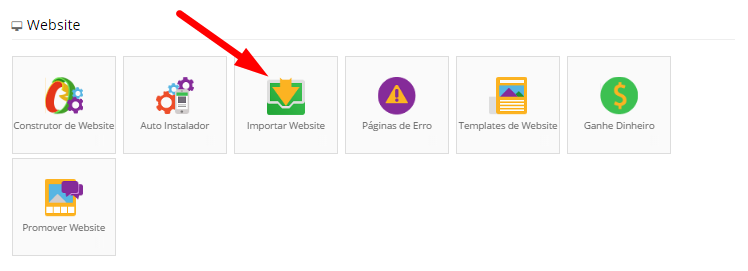 Website
Construtor de Website
Auto Instalador
Importar Website
Páginas de Erro
Templates de Website
Ganhe Dinheiro
Promover Website